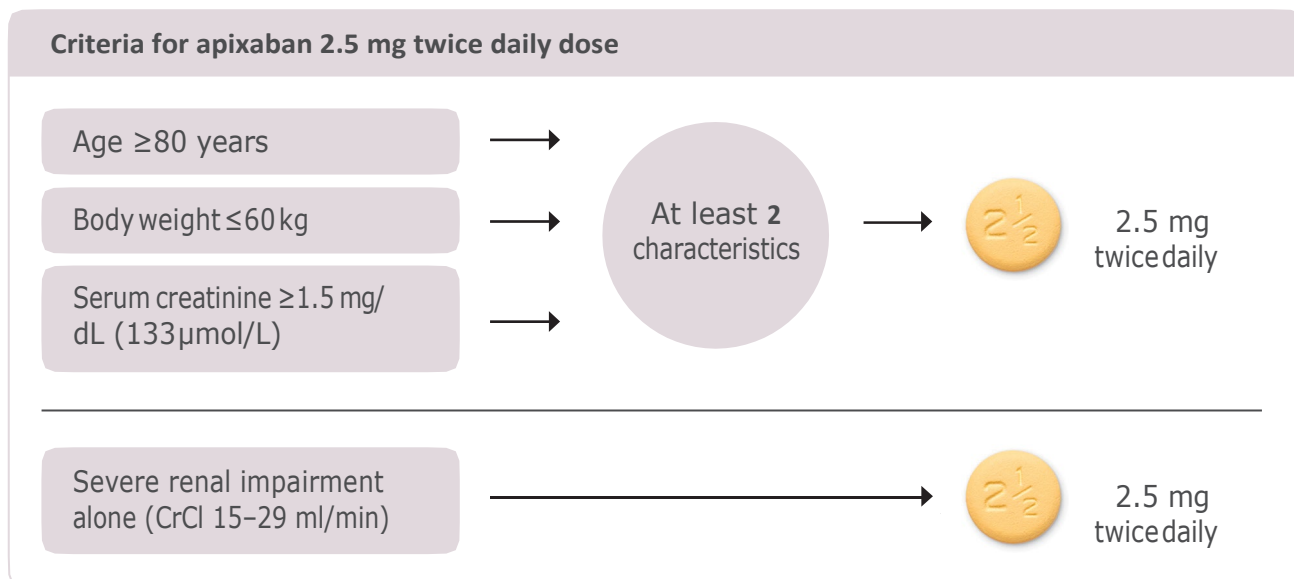 Criteria for apixaban 2.5 mg twice daily dose
Age ≥80 years
Body weight ≤60 kg
Serum creatinine ≥1.5 mg/
dL (133µmol/L)
At least 2
characteristics
2½
2.5 mg
twice daily
Severe renal impairment
alone (CrCl 15–29 ml/min)
2½
2.5 mg
twice daily